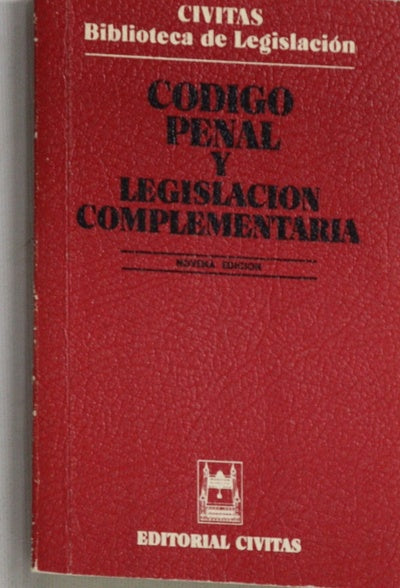 CIVITAS
Biblioteca de Legislación
CODIGO
PENAL
Y
LEGISLACION
COMPLEMENTARIA
NOVENA EDICION
EDITORIAL CIVITAS